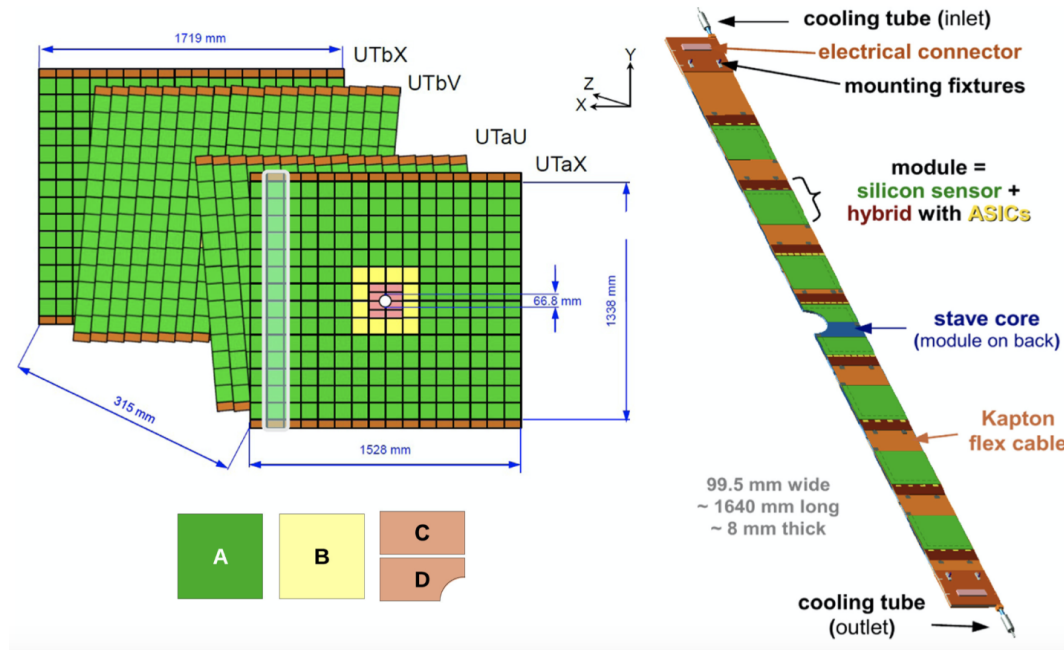 1719 mm
UTbX
UTbV
UTaU
UTaX
Y
Z
X
66.8 mm
1338 mm
315 mm
1528 mm
A
B
C
D
cooling tube (inlet)
electrical connector
mounting fixtures
module =
silicon sensor +
hybrid with ASICs
stave core
(module on back)
Kapton
flex cable
99.5 mm wide
~ 1640 mm long
~ 8 mm thick
cooling tube
(outlet)